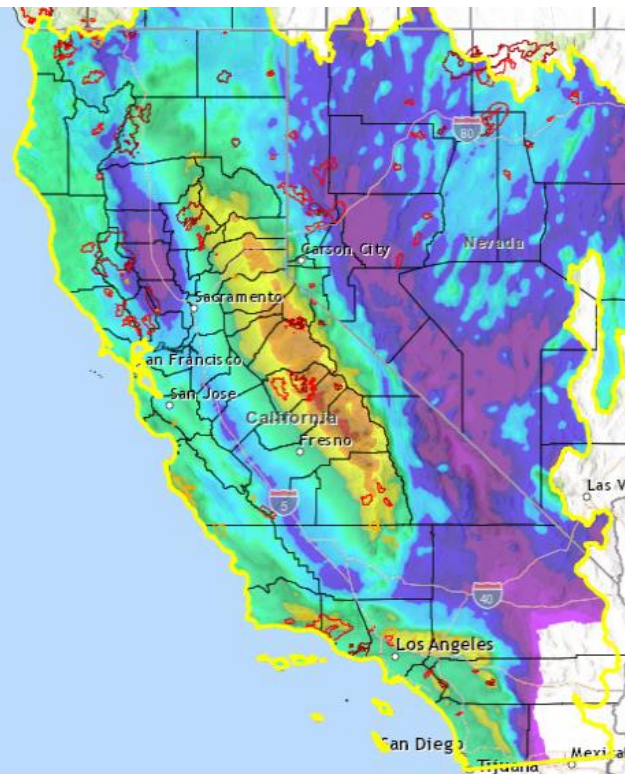 80
Nevada
Carson City
Sacramento
an Francisco
San Jose
California
Fresno
5
Las V
40
Los Angeles
San Diego
Tijuana
Mexical